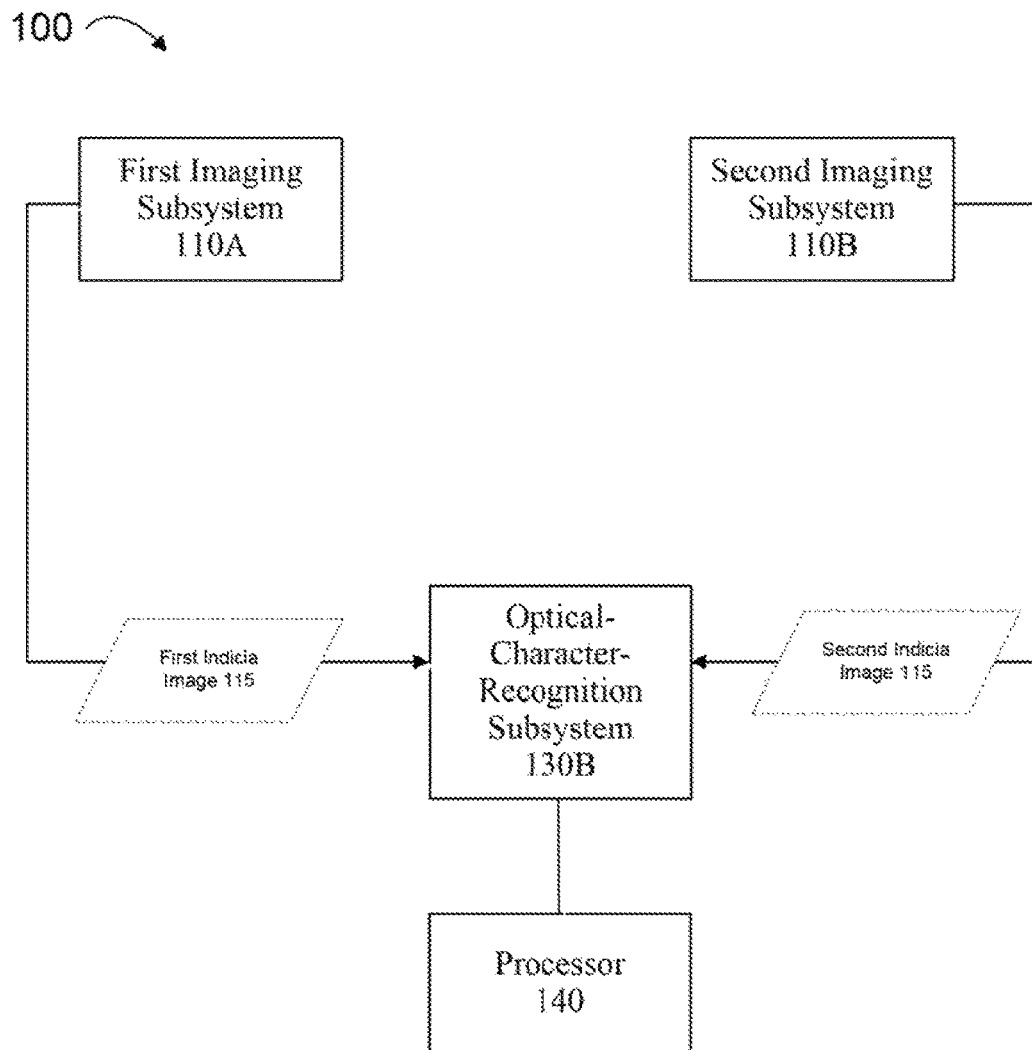 100
First Imaging
Subsystem
110A
Second Imaging
Subsystem
110B
First Indicia
Image 115
Optical-
Character-
Recognition
Subsystem
130B
Second Indicia
Image 115
Processor
140